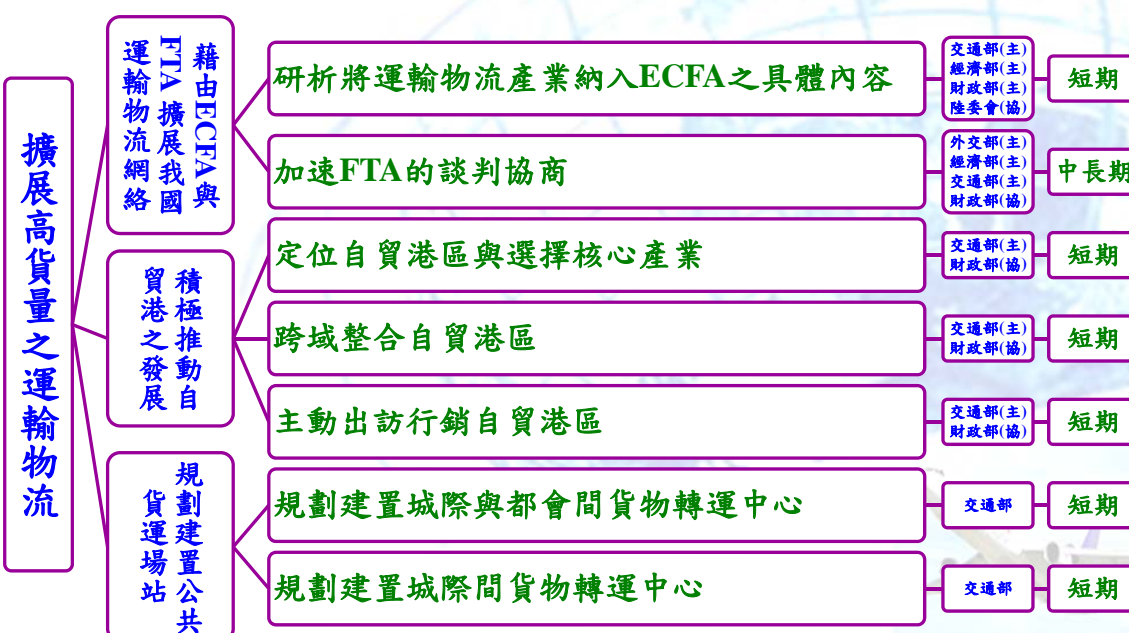 擴展高貨量之運輸物流
藉由ECFA與
FTA擴展我國
運輸物流網絡
研析將運輸物流產業納入ECFA之具體內容
交通部(主)
經濟部(主)
財政部(主)
陸委會(協)
短期
加速FTA的談判協商
外交部(主)
經濟部(主)
交通部(主)
財政部(協)
中長期
積極推動自
貿港之發展
定位自貿港區與選擇核心產業
交通部(主)
財政部(協)
短期
跨域整合自貿港區
交通部(主)
財政部(協)
短期
主動出訪行銷自貿港區
交通部(主)
財政部(協)
短期
規劃建置公共
貨運場站
規劃建置城際與都會間貨物轉運中心
交通部
短期
規劃建置城際間貨物轉運中心
交通部
短期